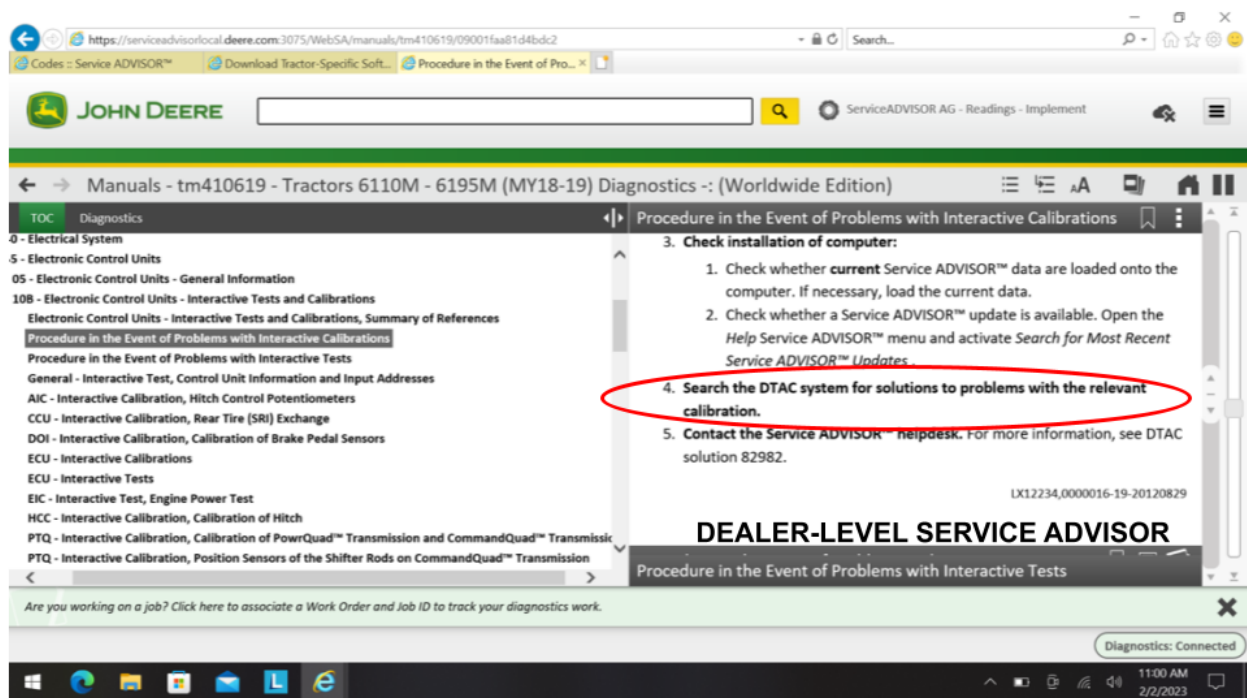 https://serviceadvisorlocal.deere.com:3075/WebSA/manuals/tm410619/09001faa81d4bdc2
Search...
Codes :: Service ADVISOR™
Download Tractor-Specific Soft...
Procedure in the Event of Pro...
JOHN DEERE
ServiceADVISOR AG - Readings - Implement
Manuals - tm410619 - Tractors 6110M - 6195M (MY18-19) Diagnostics -: (Worldwide Edition)
AA
TOC
Diagnostics
0 - Electrical System
5 - Electronic Control Units
05 - Electronic Control Units - General Information
10B - Electronic Control Units - Interactive Tests and Calibrations
Electronic Control Units - Interactive Tests and Calibrations, Summary of References
Procedure in the Event of Problems with Interactive Calibrations
Procedure in the Event of Problems with Interactive Tests
General - Interactive Test, Control Unit Information and Input Addresses
AIC - Interactive Calibration, Hitch Control Potentiometers
CCU - Interactive Calibration, Rear Tire (SRI) Exchange
DOI - Interactive Calibration, Calibration of Brake Pedal Sensors
ECU - Interactive Calibrations
ECU - Interactive Tests
EIC - Interactive Test, Engine Power Test
HCC - Interactive Calibration, Calibration of Hitch
PTQ - Interactive Calibration, Calibration of PowrQuad™ Transmission and CommandQuad™ Transmissic
PTQ - Interactive Calibration, Position Sensors of the Shifter Rods on CommandQuad™ Transmission
Procedure in the Event of Problems with Interactive Calibrations
3. Check installation of computer:
1. Check whether current Service ADVISOR™ data are loaded onto the
computer. If necessary, load the current data.
2. Check whether a Service ADVISOR™ update is available. Open the
Help Service ADVISOR™ menu and activate Search for Most Recent
Service ADVISOR™ Updates .
4. Search the DTAC system for solutions to problems with the relevant
calibration.
5. Contact the Service ADVISOR™ helpdesk. For more information, see DTAC
solution 82982.
LX12234,0000016-19-20120829
DEALER-LEVEL SERVICE ADVISOR
Procedure in the Event of Problems with Interactive Tests
Are you working on a job? Click here to associate a Work Order and Job ID to track your diagnostics work.
Diagnostics: Connected
L
11:00 AM
2/2/2023